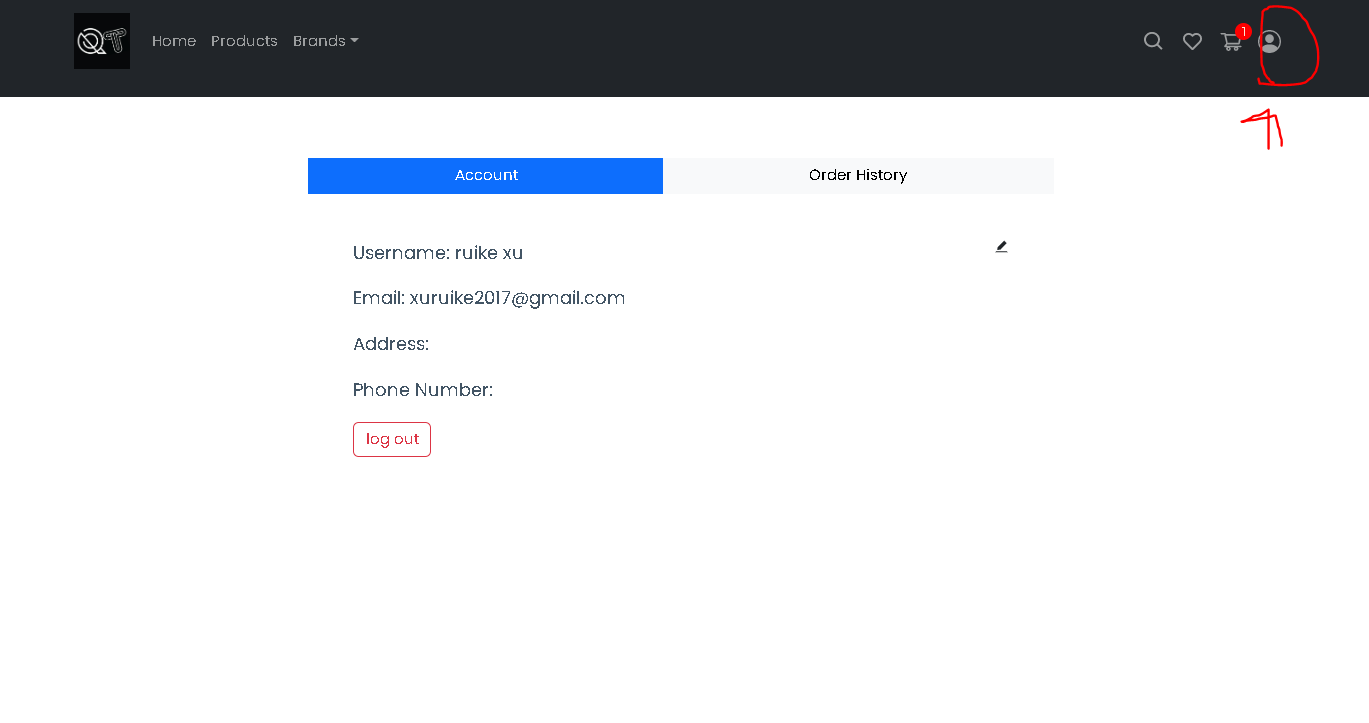 QT
Home Products Brands
1
Account Order History
Username: ruike xu
Email: xuruike2017@gmail.com
Address:
Phone Number:
log out